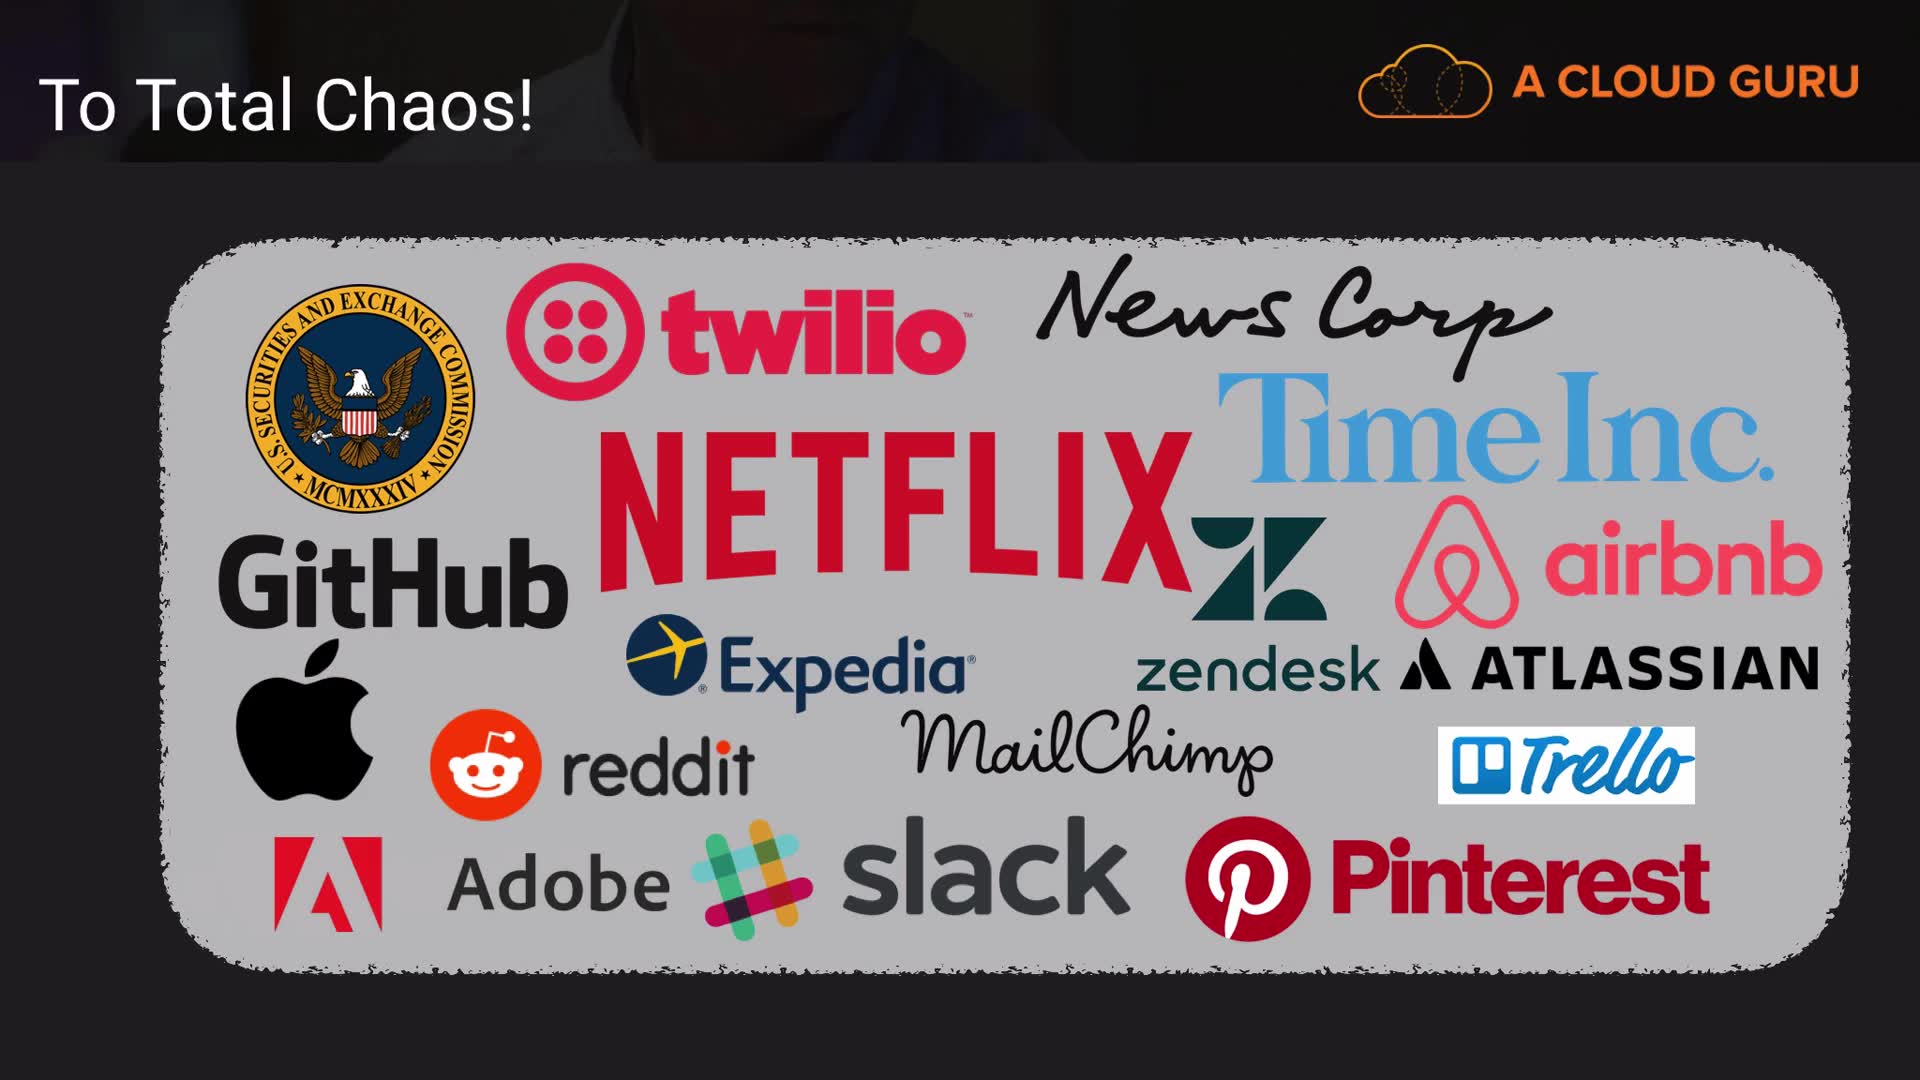 To Total Chaos!
A CLOUD GURU
U.S. SECURITIES AND EXCHANGE COMMISSION
MCMXXXIV
twilio™
News Corp
Time Inc.
NETFLIX
GitHub
airbnb
Expedia®
zendesk
ATLASSIAN
reddit
MailChimp
Trello
Adobe
slack
Pinterest